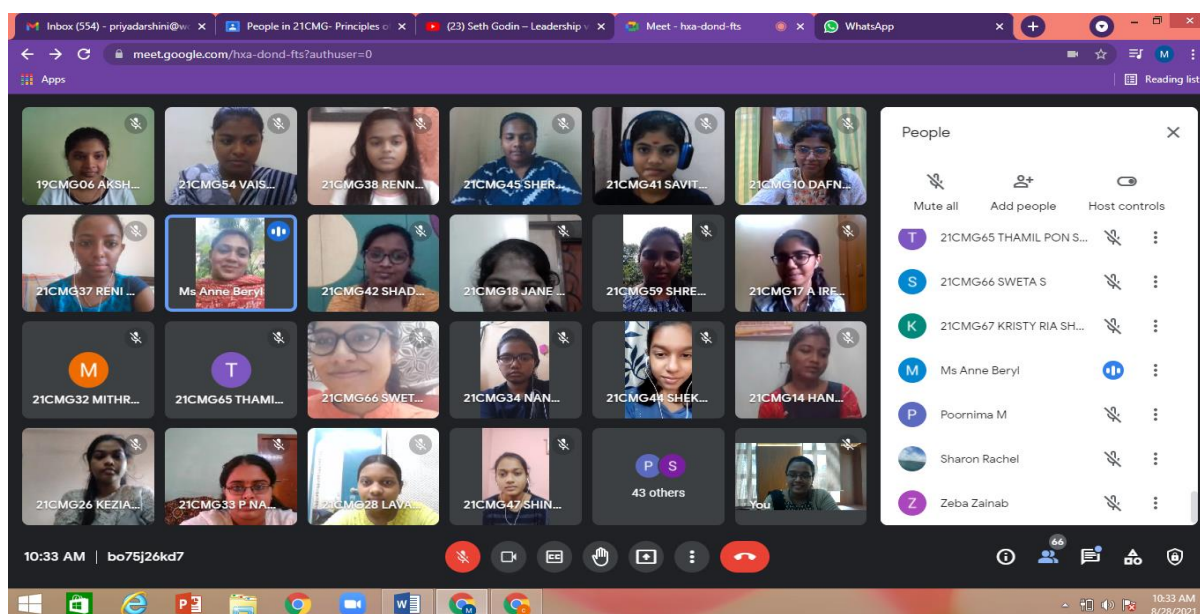 Inbox (554) - priyadarshini@w
People in 21CMG- Principles o
(23) Seth Godin – Leadership v
Meet - hxa-dond-fts
WhatsApp
meet.google.com/hxa-dond-fts?authuser=0
M
Apps
Reading list
19CMG06 AKSH...
21CMG54 VAIS...
21CMG38 RENN...
21CMG45 SHER...
21CMG41 SAVIT...
21CMG10 DAFN...
21CMG37 RENI ...
Ms Anne Beryl
21CMG42 SHAD...
21CMG18 JANE ...
21CMG59 SHRE...
21CMG17 A IRE...
M
21CMG32 MITHR...
T
21CMG65 THAMI...
21CMG66 SWET...
21CMG34 NAN...
21CMG44 SHEK...
21CMG14 HAN...
21CMG26 KEZIA...
21CMG33 P NA...
21CMG28 LAVA...
21CMG47 SHIN...
P S
43 others
You
People
Mute all
Add people
Host controls
T 21CMG65 THAMIL PON S...
S 21CMG66 SWETA S
K 21CMG67 KRISTY RIA SH...
M Ms Anne Beryl
P Poornima M
Sharon Rachel
Z Zeba Zainab
10:33 AM | bo75j26kd7
CC
66
10:33 AM
8/28/2021